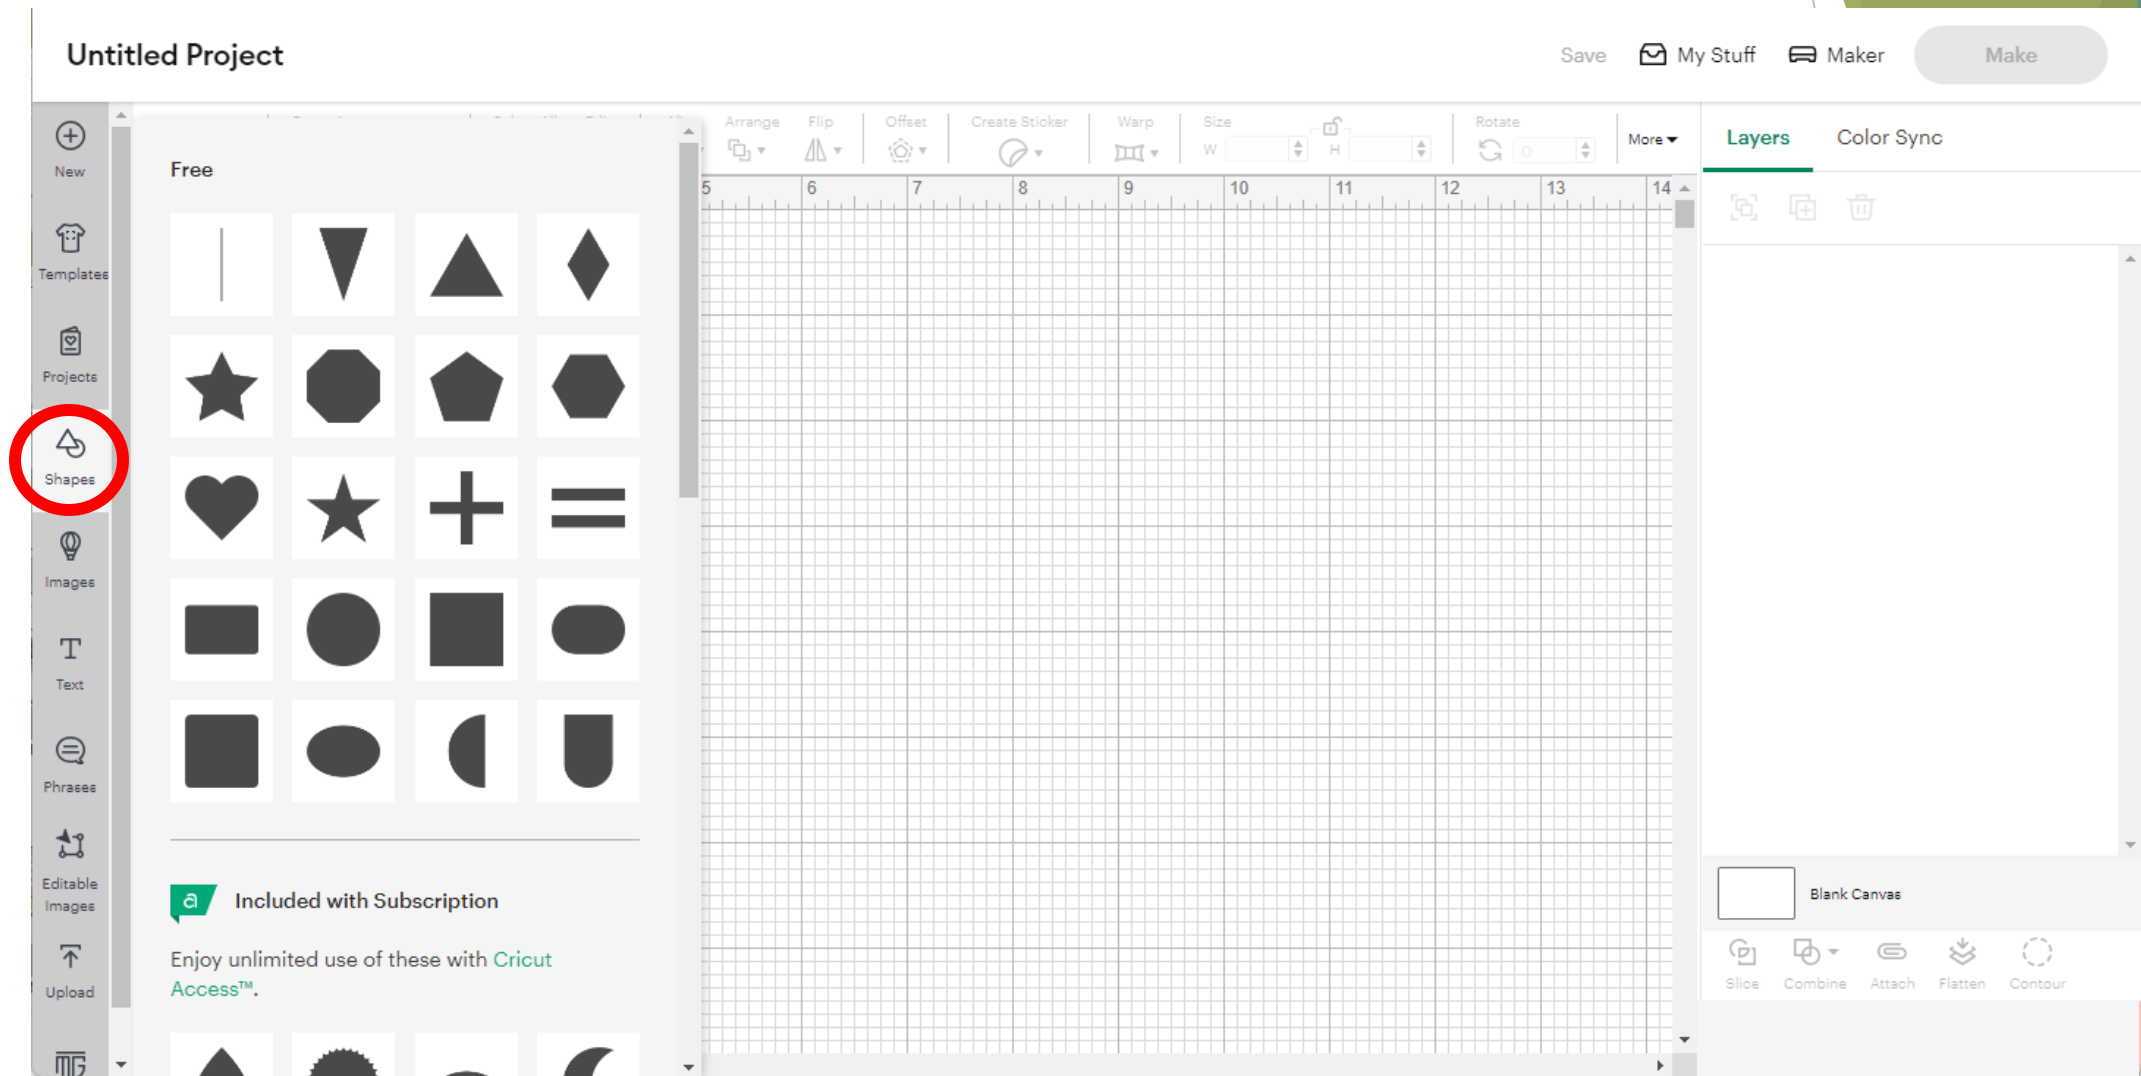 Untitled Project
Save
My Stuff
Maker
Make
New
Templates
Projects
Shapes
Images
Text
Phrases
Editable
Images
Upload
Free
Included with Subscription
Enjoy unlimited use of these with Cricut
Access™.
Arrange
Flip
Offset
Create Sticker
Warp
Size
W
H
Rotate
0
More
5 6 7 8 9 10 11 12 13 14
Layers
Color Sync
Blank Canvas
Slice
Combine
Attach
Flatten
Contour